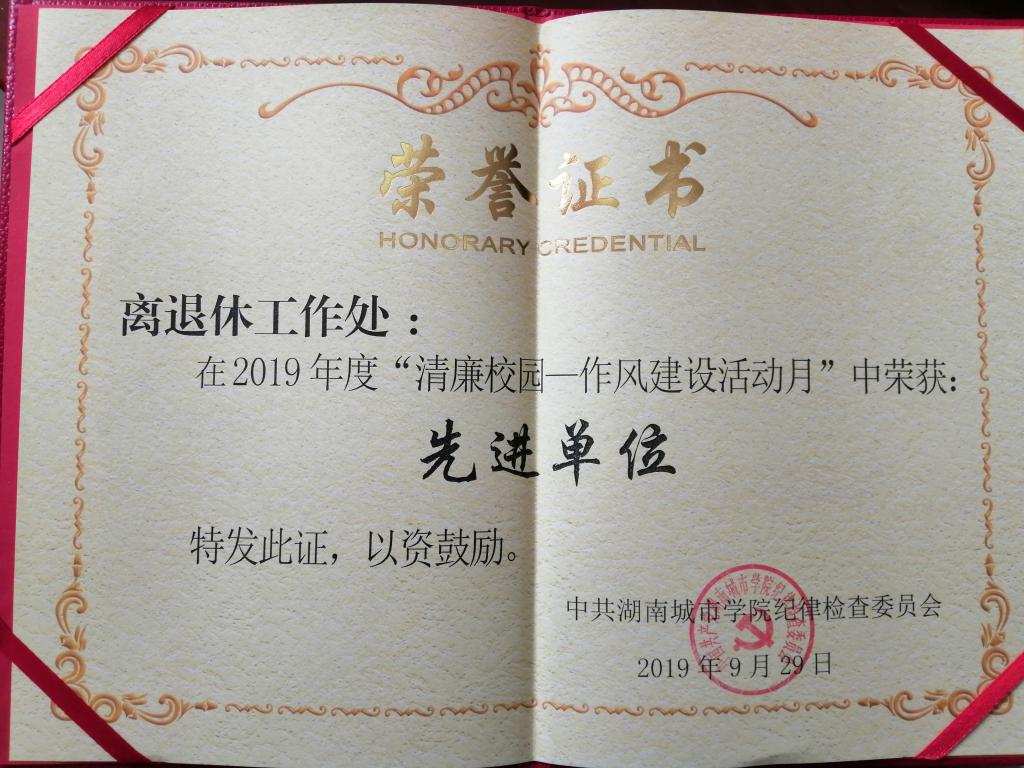 荣誉证书
HONORARY CREDENTIAL
离退休工作处：
在2019年度“清廉校园—作风建设活动月”中荣获：
先进单位
特发此证，以资鼓励。
中共湖南城市学院纪律检查委员会
2019年9月29日